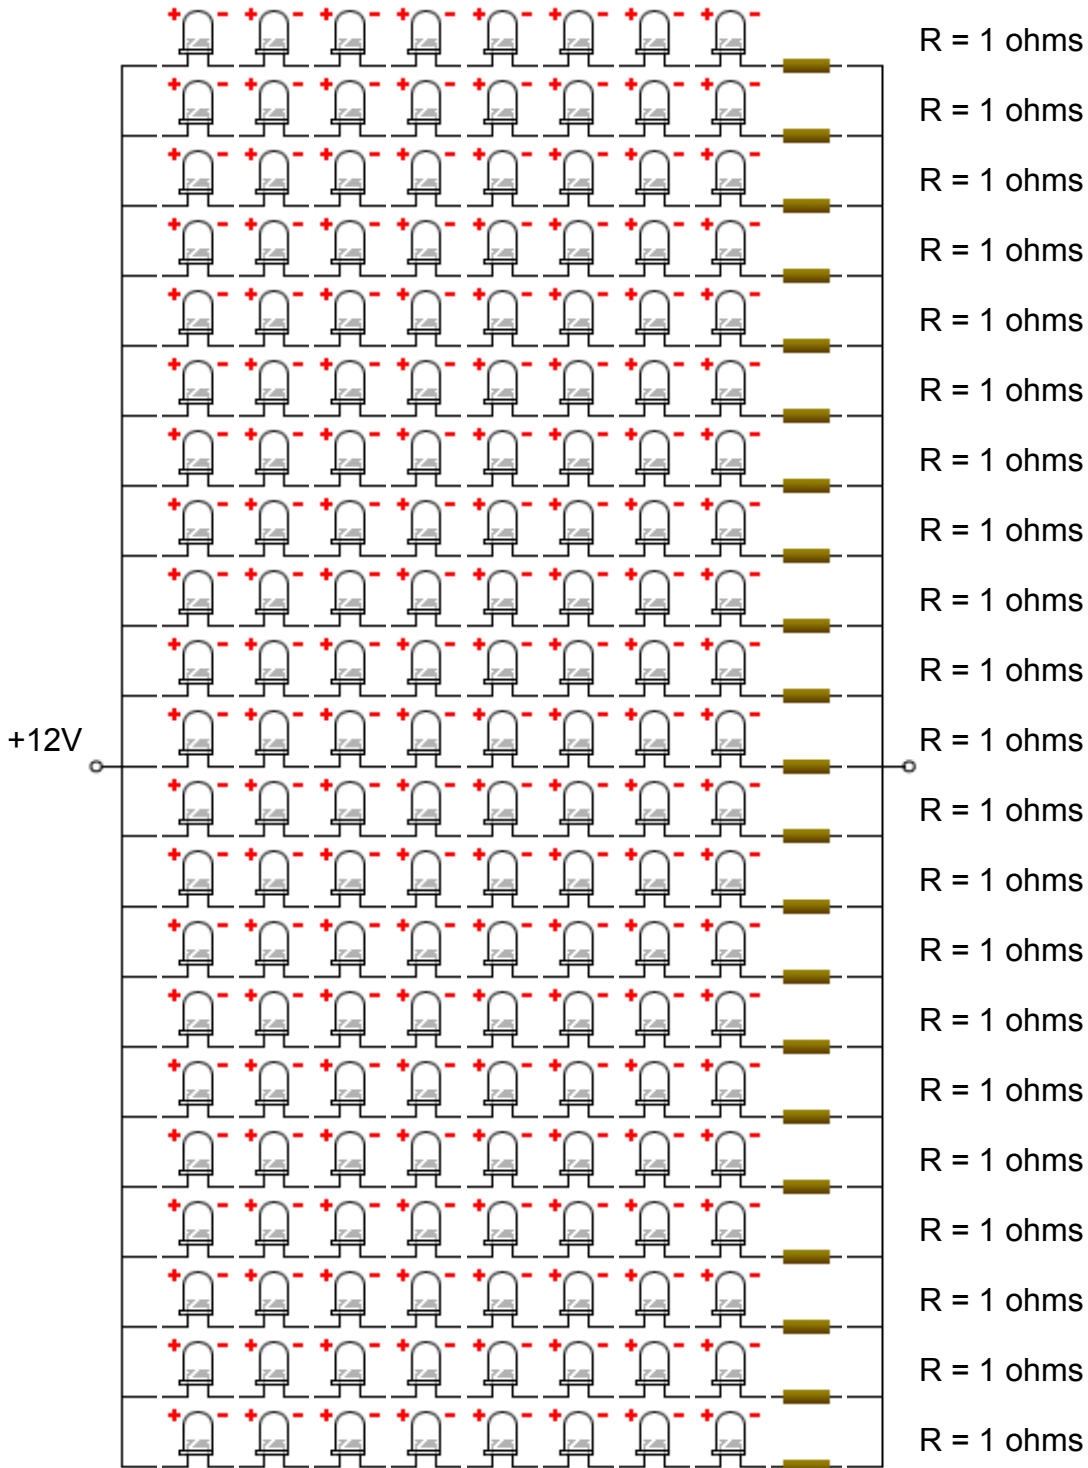 R = 1 ohms
R = 1 ohms
R = 1 ohms
R = 1 ohms
R = 1 ohms
R = 1 ohms
R = 1 ohms
R = 1 ohms
R = 1 ohms
R = 1 ohms
+12V
R = 1 ohms
R = 1 ohms
R = 1 ohms
R = 1 ohms
R = 1 ohms
R = 1 ohms
R = 1 ohms
R = 1 ohms
R = 1 ohms
R = 1 ohms
R = 1 ohms